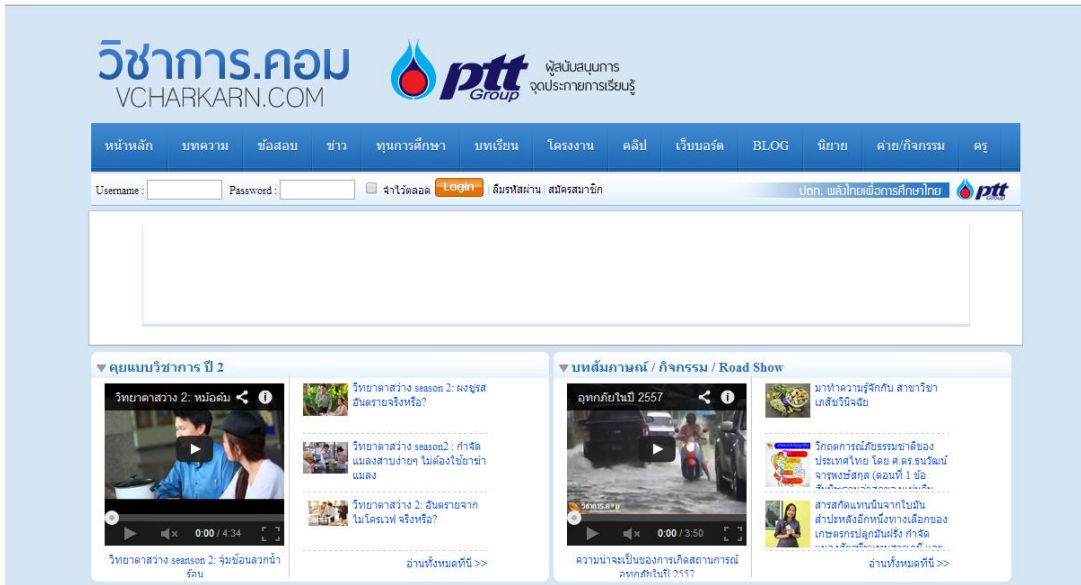 วิชาการ.คอม
VCHARKARN.COM
ptt
Group
ผู้สนับสนุนการ
จุดประกายการเรียนรู้
หน้าหลัก บทความ ข้อสอบ ข่าว ทุนการศึกษา บทเรียน โครงงาน คลิป เว็บบอร์ด BLOG นิยาย ค่าย/กิจกรรม ครู
Username : Password : จำไว้ตลอด Login ลืมรหัสผ่าน สมัครสมาชิก ปตท. พลังไทยเพื่อการศึกษาไทย ptt
คุยแบบวิชาการ ปี 2
วิทยาตาสว่าง 2: หม้อต้ม
0:00 / 4:34
วิทยาตาสว่าง seanson 2: จุ่มช้อนลวกน้ำ
ร้อน
วิทยาตาสว่าง season 2: ผงชูรส
อันตรายจริงหรือ?
วิทยาตาสว่าง season2 : กำจัด
แมลงสาบง่ายๆ ไม่ต้องใช้ยาฆ่า
แมลง
วิทยาตาสว่าง 2: อันตรายจาก
ไมโครเวฟ จริงหรือ?
อ่านทั้งหมดที่นี่ >>
บทสัมภาษณ์ / กิจกรรม / Road Show
อุทกภัยในปี 2557
วิชาการ.คอม
0:00 / 3:50
ความน่าจะเป็นของการเกิดสถานการณ์
อุทกภัยในปี 2557
มาทำความรู้จักกับ สาขาวิชา
เภสัชวินิจฉัย
วิกฤตการณ์ภัยธรรมชาติของ
ประเทศไทย โดย ศ.ดร.ธนวัฒน์
จารุพงษ์สกุล (ตอนที่ 1 ข้อ
สารสกัดแทนนินจากใบมัน
สำปะหลังอีกหนึ่งทางเลือกของ
เกษตรกรปลูกมันฝรั่ง กำจัด
อ่านทั้งหมดที่นี่ >>